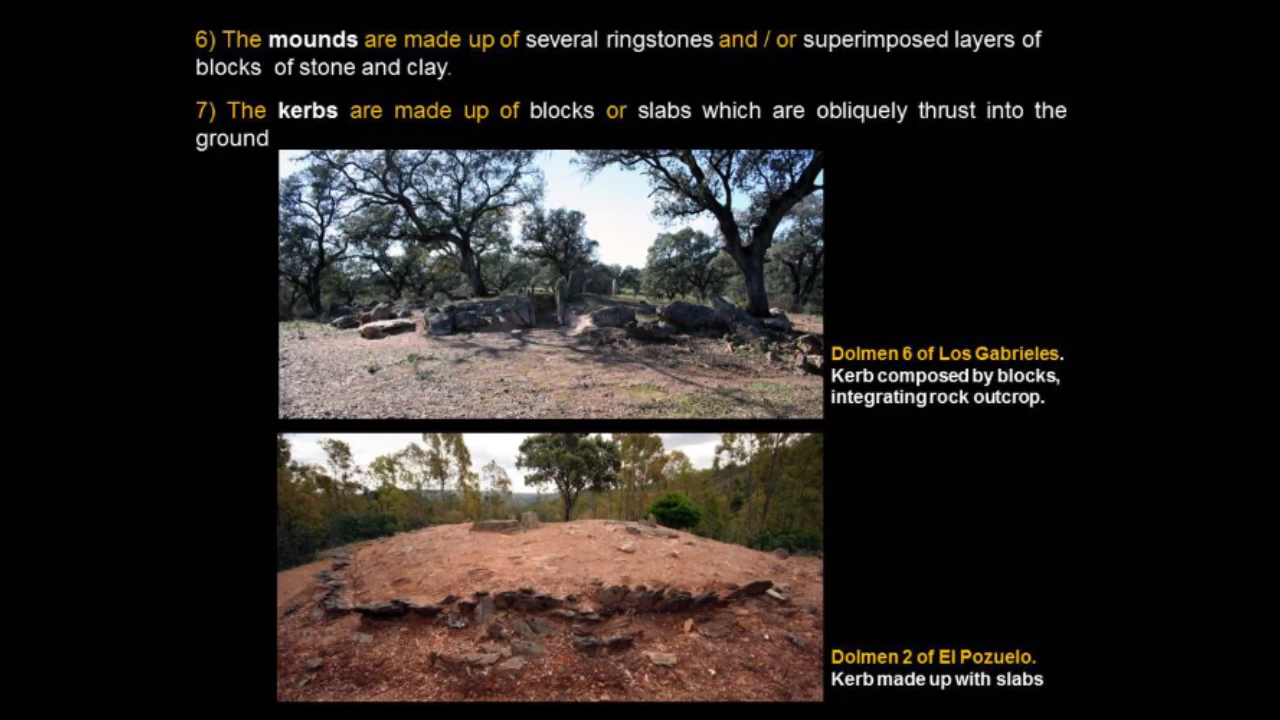 6) The mounds are made up of several ringstones and / or superimposed layers of
blocks of stone and clay.
7) The kerbs are made up of blocks or slabs which are obliquely thrust into the
ground
Dolmen 6 of Los Gabrieles.
Kerb composed by blocks,
integrating rock outcrop.
Dolmen 2 of El Pozuelo.
Kerb made up with slabs